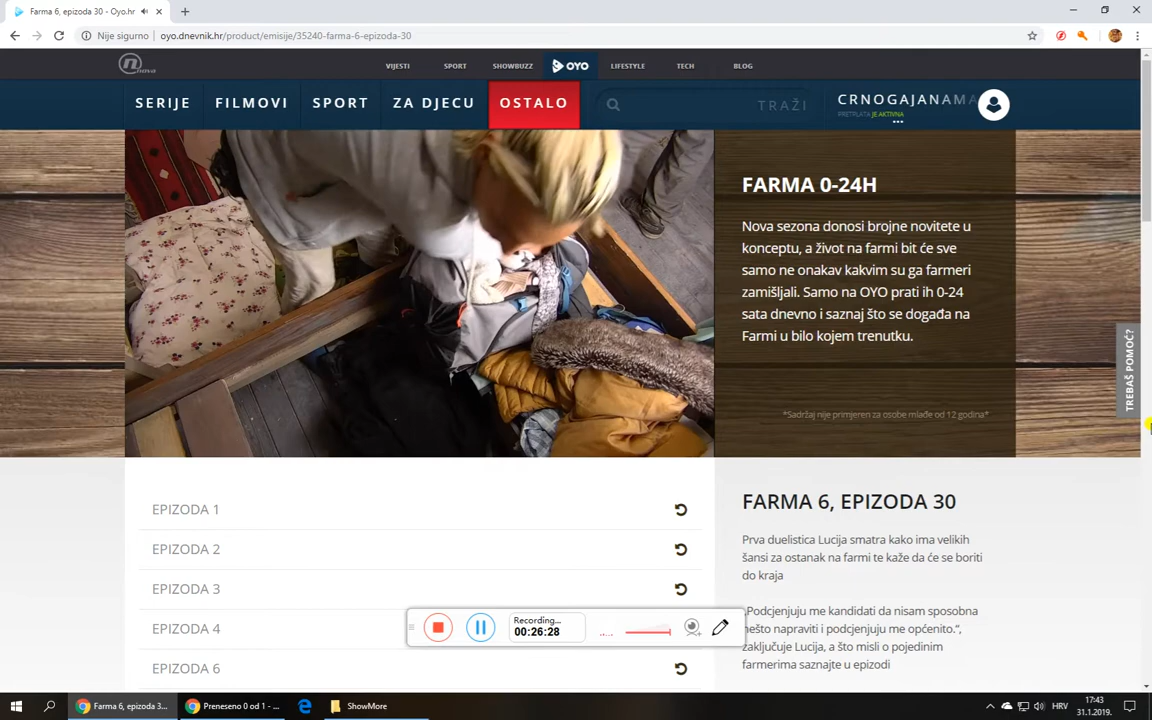 Farma 6, epizoda 30 - Oyo.hr
Nije sigurno
oyo.dnevnik.hr/product/emisije/35240-farma-6-epizoda-30
nova
VIJESTI
SPORT
SHOWBUZZ
OYO
LIFESTYLE
TECH
BLOG
SERIJE
FILMOVI
SPORT
ZA DJECU
OSTALO
TRAŽI
CRNOGAJANAMA
PRETPLATA JE AKTIVNA
FARMA 0-24H
Nova sezona donosi brojne novitete u
konceptu, a život na farmi bit će sve
samo ne onakav kakvim su ga farmeri
zamišljali. Samo na OYO prati ih 0-24
sata dnevno i saznaj što se događa na
Farmi u bilo kojem trenutku.
*Sadržaj nije primjeren za osobe mlađe od 12 godina*
TREBAŠ POMOĆ?
EPIZODA 1
EPIZODA 2
EPIZODA 3
EPIZODA 4
EPIZODA 6
FARMA 6, EPIZODA 30
Prva duelistica Lucija smatra kako ima velikih
šansi za ostanak na farmi te kaže da će se boriti
do kraja
„Podcjenjuju me kandidati da nisam sposobna
nešto napraviti i podcjenjuju me općenito.“,
zaključuje Lucija, a što misli o pojedinim
farmerima saznajte u epizodi
Recording...
00:26:28
Farma 6, epizoda 3...
Preneseno 0 od 1 - ...
ShowMore
HRV
17:43
31.1.2019.